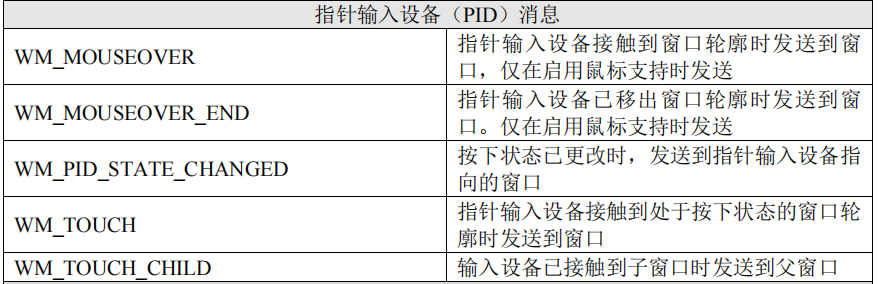 指针输入设备（PID）消息
WM_MOUSEOVER
指针输入设备接触到窗口轮廓时发送到窗
口，仅在启用鼠标支持时发送
WM_MOUSEOVER_END
指针输入设备已移出窗口轮廓时发送到窗
口。仅在启用鼠标支持时发送
WM_PID_STATE_CHANGED
按下状态已更改时，发送到指针输入设备指
向的窗口
WM_TOUCH
指针输入设备接触到处于按下状态的窗口轮
廓时发送到窗口
WM_TOUCH_CHILD
输入设备已接触到子窗口时发送到父窗口